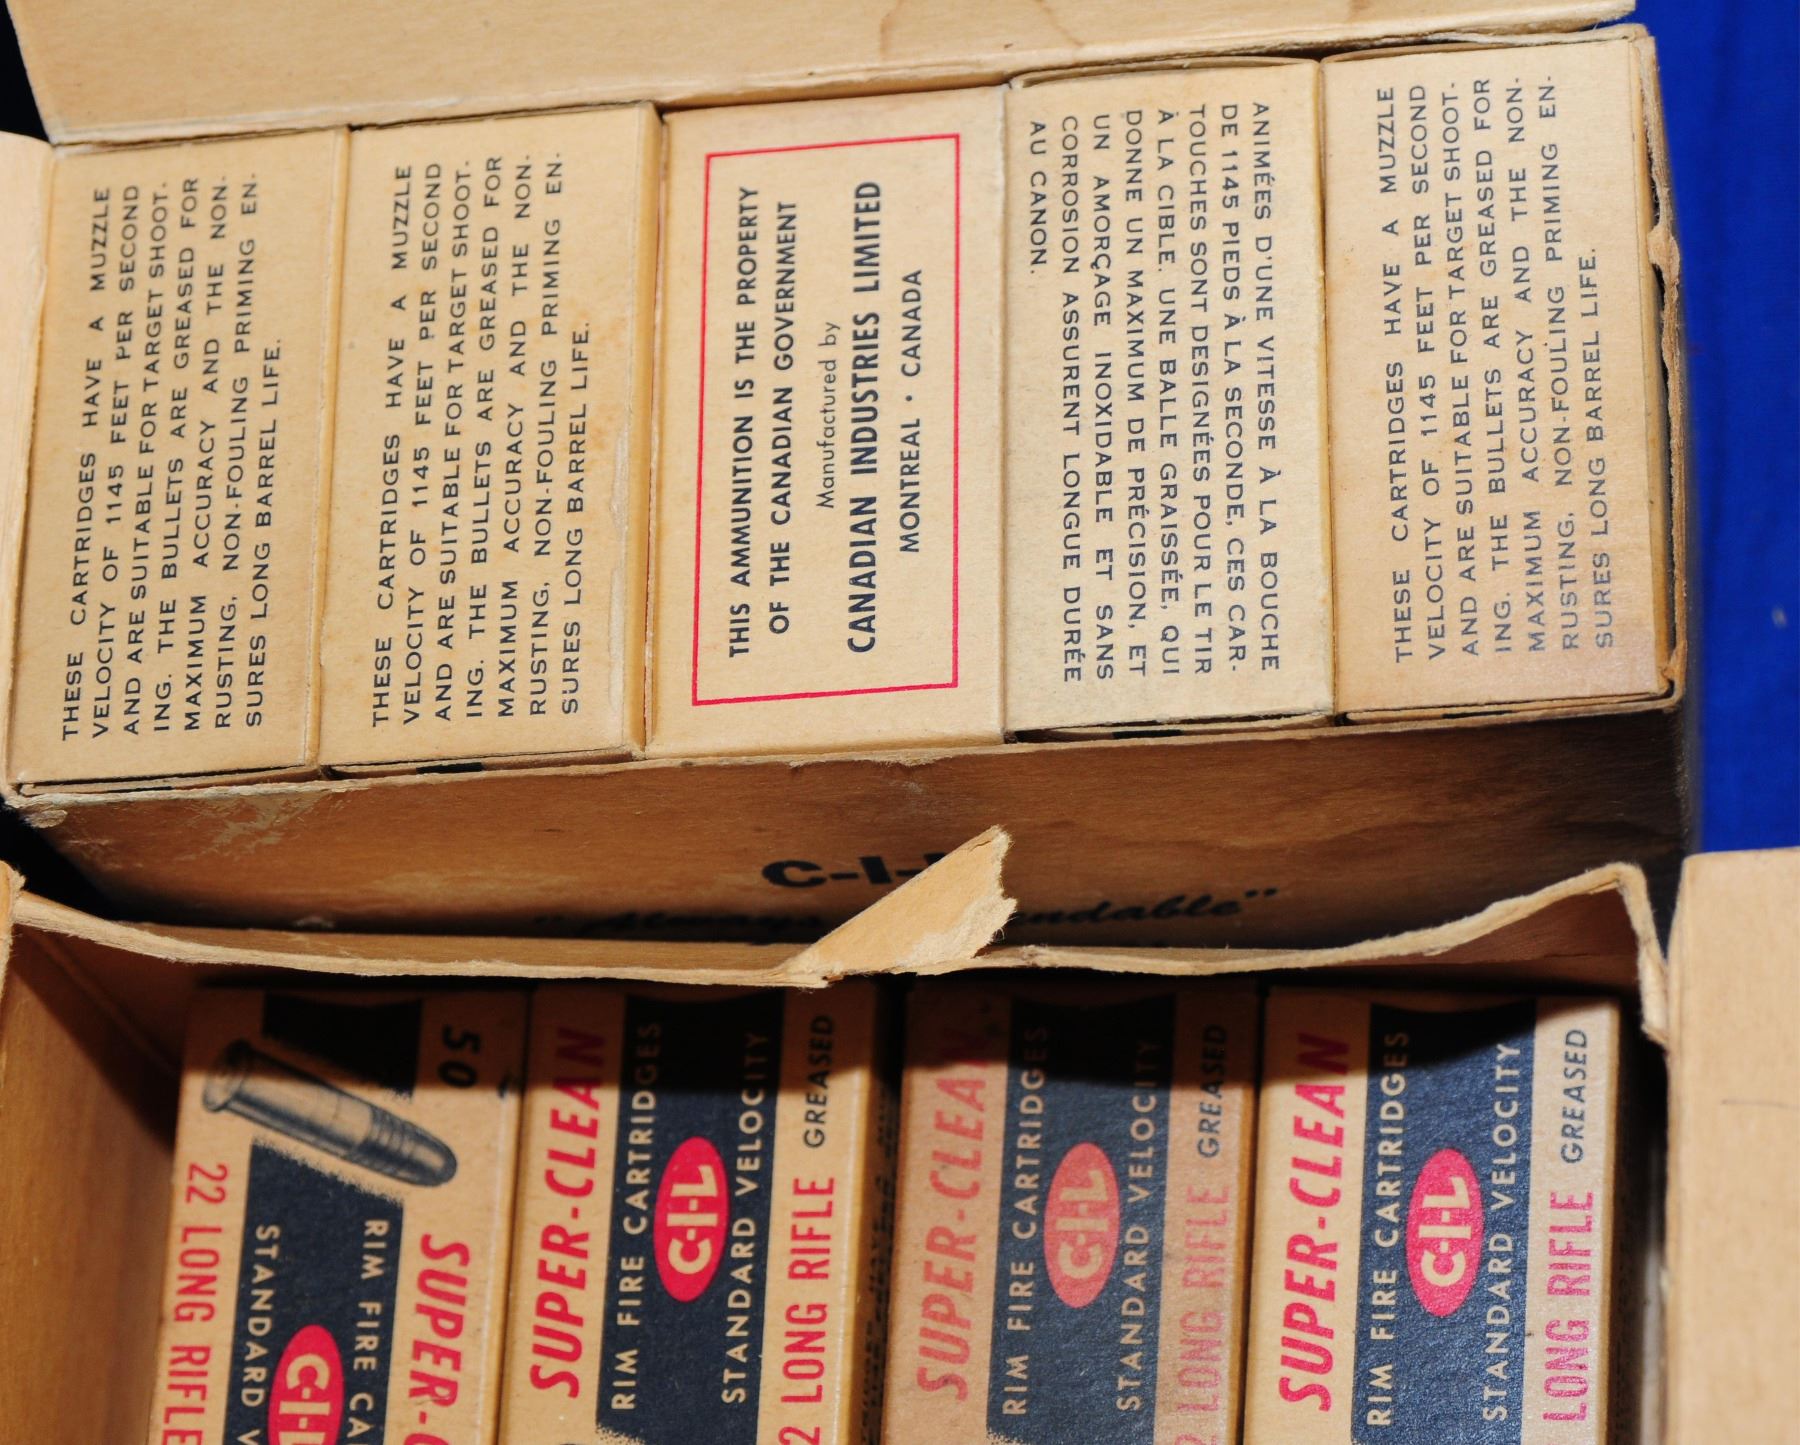 THESE CARTRIDGES HAVE A MUZZLE
VELOCITY OF 1145 FEET PER SECOND
AND ARE SUITABLE FOR TARGET SHOOT-
ING. THE BULLETS ARE GREASED FOR
MAXIMUM ACCURACY AND THE NON-
RUSTING, NON-FOULING PRIMING EN-
SURES LONG BARREL LIFE.
THESE CARTRIDGES HAVE A MUZZLE
VELOCITY OF 1145 FEET PER SECOND
AND ARE SUITABLE FOR TARGET SHOOT-
ING. THE BULLETS ARE GREASED FOR
MAXIMUM ACCURACY AND THE NON-
RUSTING, NON-FOULING PRIMING EN-
SURES LONG BARREL LIFE.
THIS AMMUNITION IS THE PROPERTY
OF THE CANADIAN GOVERNMENT
Manufactured by
CANADIAN INDUSTRIES LIMITED
MONTREAL · CANADA
ANIMÉES D'UNE VITESSE À LA BOUCHE
DE 1145 PIEDS À LA SECONDE, CES CAR-
TOUCHES SONT DESIGNÉES POUR LE TIR
À LA CIBLE. UNE BALLE GRAISSÉE, QUI
DONNE UN MAXIMUM DE PRÉCISION, ET
UN AMORÇAGE INOXIDABLE ET SANS
CORROSION ASSURENT LONGUE DURÉE
AU CANON.
THESE CARTRIDGES HAVE A MUZZLE
VELOCITY OF 1145 FEET PER SECOND
AND ARE SUITABLE FOR TARGET SHOOT-
ING. THE BULLETS ARE GREASED FOR
MAXIMUM ACCURACY AND THE NON-
RUSTING, NON-FOULING PRIMING EN-
SURES LONG BARREL LIFE.
C-I-
"Always ndable"
50
SUPER-C
RIM FIRE CA
C-I-L
STANDARD V
22 LONG RIFLE
SUPER-CLEAN
RIM FIRE CARTRIDGES
C-I-L
STANDARD VELOCITY
2 LONG RIFLE GREASED
SUPER-CLEAN
RIM FIRE CARTRIDGES
C-I-L
STANDARD VELOCITY
2 LONG RIFLE GREASED
SUPER-CLEAN
RIM FIRE CARTRIDGES
C-I-L
STANDARD VELOCITY
LONG RIFLE GREASED